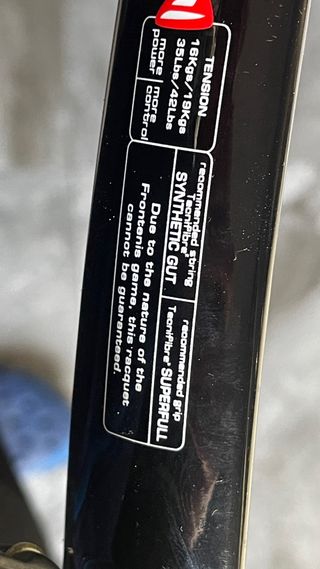 TENSION
16Kgs/19Kgs
35Lbs/42Lbs
more power
more control
recommended string
Tecnifibre®
SYNTHETIC GUT
recommended grip
Tecnifibre® SUPERFULL
Due to the nature of the
Frontenis game, this racquet
cannot be guaranteed.